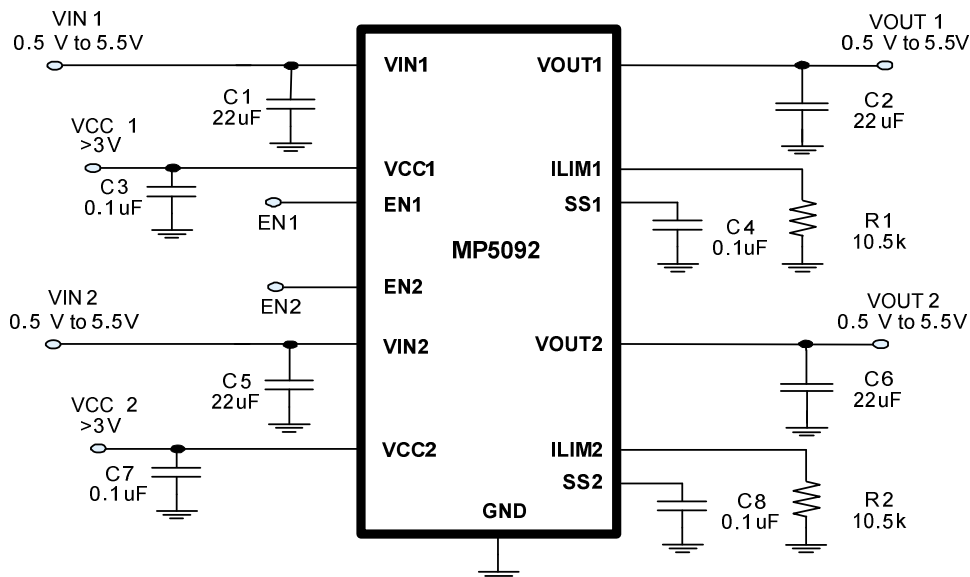 VIN 1
0.5 V to 5.5V
C1
22uF
VCC 1
>3V
C3
0.1uF
EN1
EN2
VIN 2
0.5 V to 5.5V
C5
22uF
VCC 2
>3V
C7
0.1uF
VIN1
VCC1
EN1
EN2
VIN2
VCC2
MP5092
GND
VOUT1
ILIM1
SS1
VOUT2
ILIM2
SS2
VOUT 1
0.5 V to 5.5V
C2
22uF
C4
0.1uF
R1
10.5k
VOUT 2
0.5 V to 5.5V
C6
22uF
C8
0.1uF
R2
10.5k